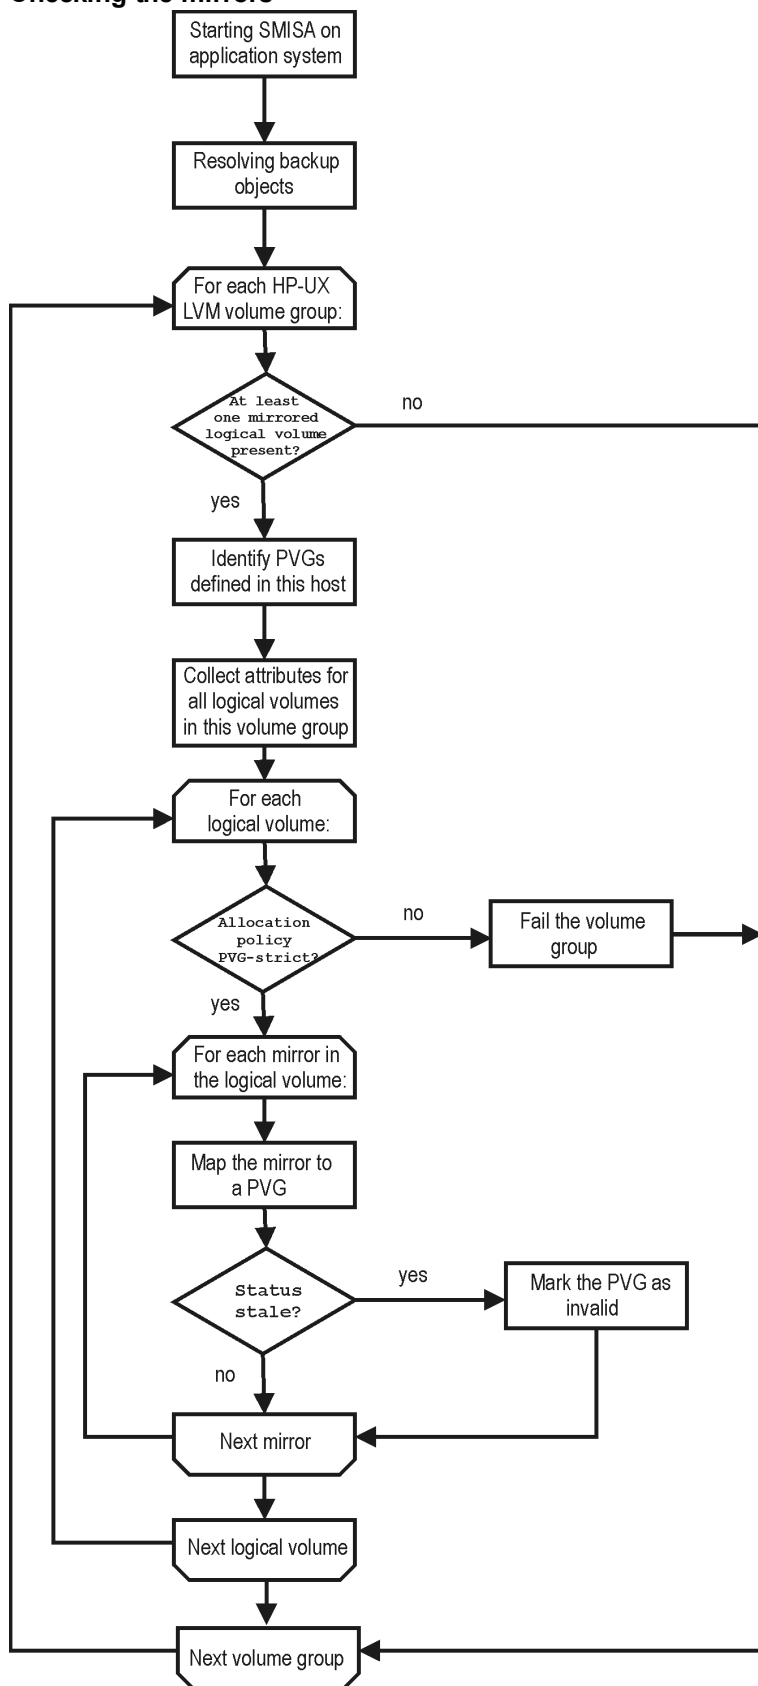 Checking the mirrors
Starting SMISA on
application system
Resolving backup
objects
For each HP-UX
LVM volume group:
At least
one mirrored
logical volume
present?
no
yes
Identify PVGs
defined in this host
Collect attributes for
all logical volumes
in this volume group
For each
logical volume:
Allocation
policy
PVG-strict?
no
Fail the volume
group
yes
For each mirror in
the logical volume:
Map the mirror to
a PVG
Status
stale?
yes
Mark the PVG as
invalid
no
Next mirror
Next logical volume
Next volume group